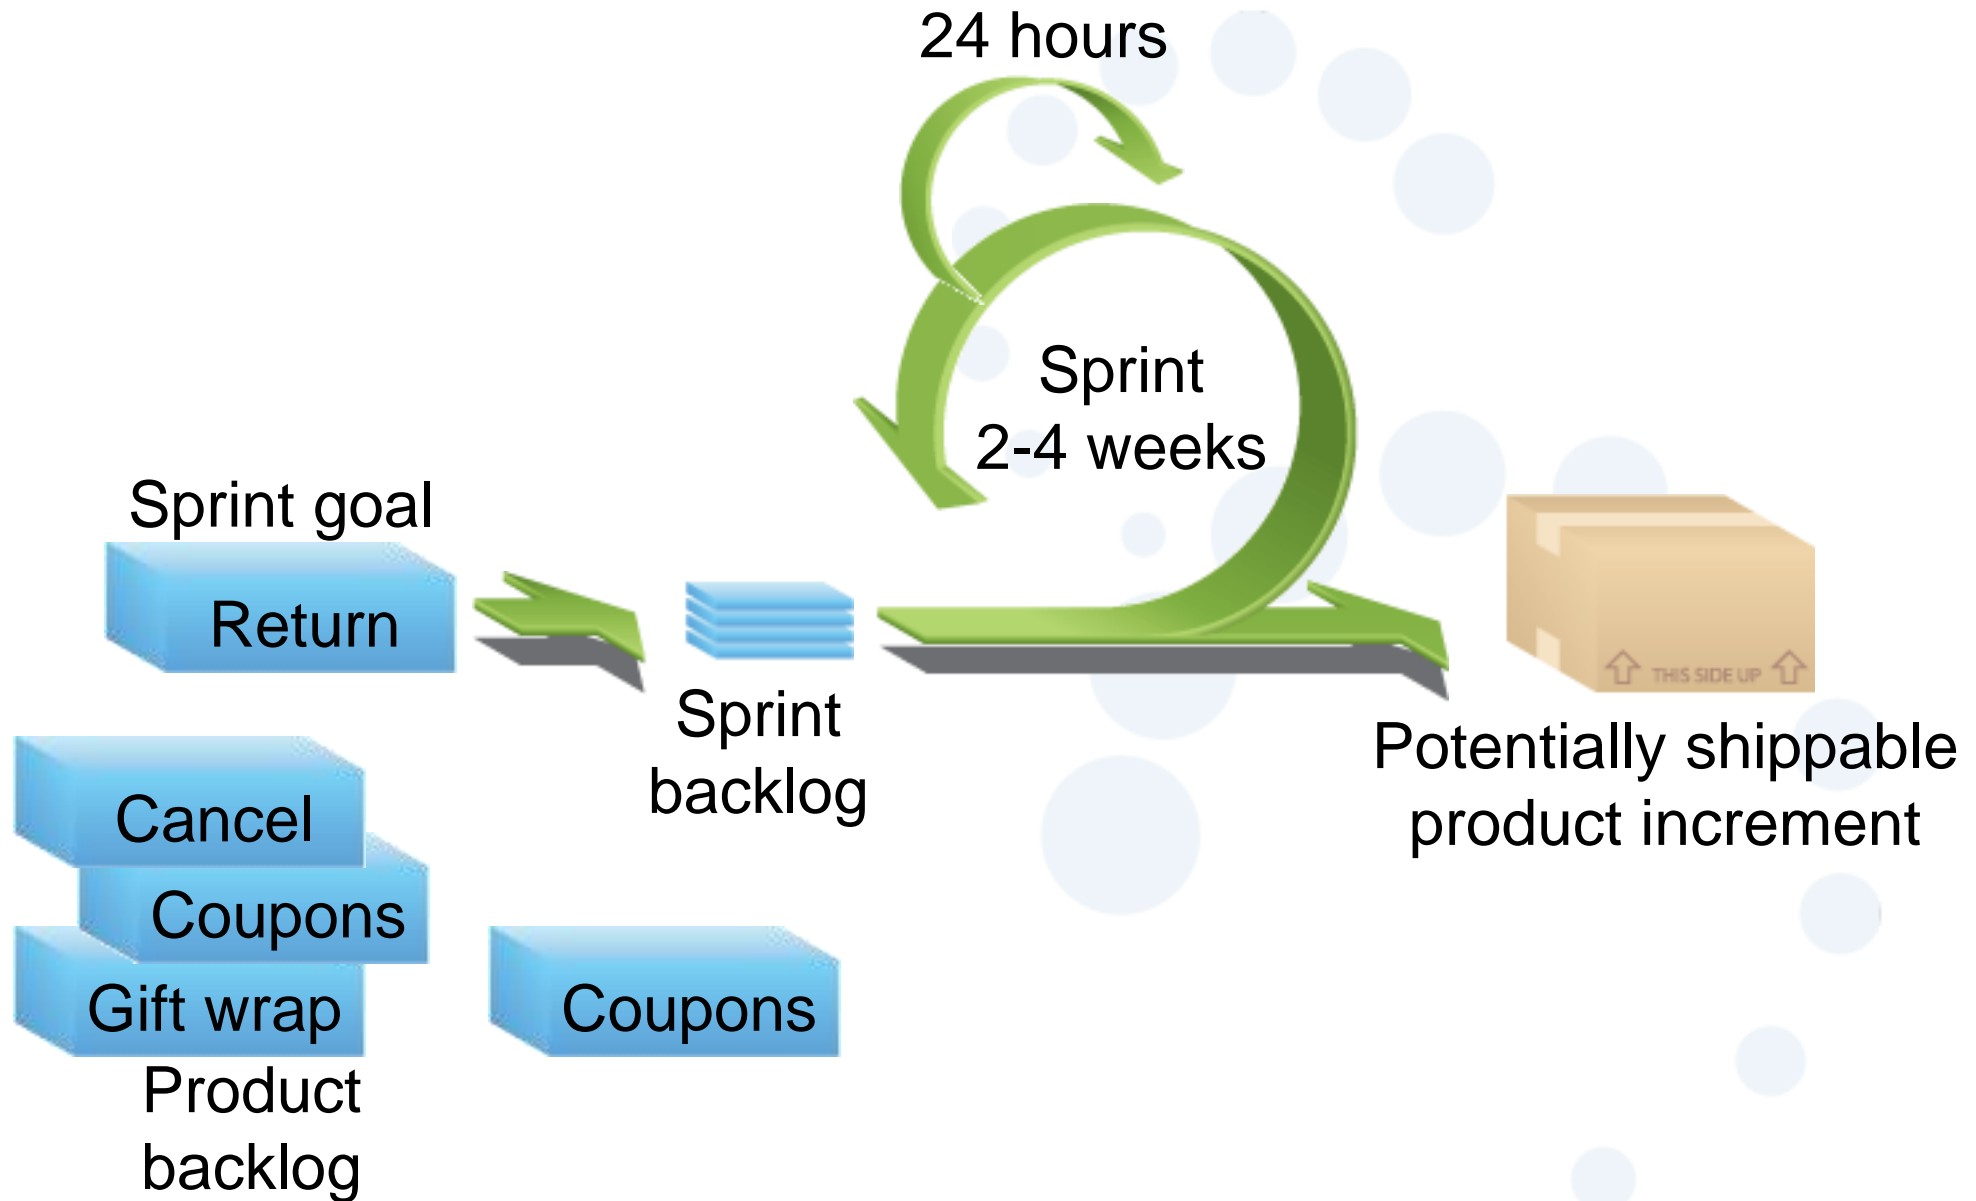 24 hours
Sprint
2-4 weeks
Sprint goal
Return
Sprint
backlog
THIS SIDE UP
Potentially shippable
product increment
Cancel
Coupons
Gift wrap
Coupons
Product
backlog